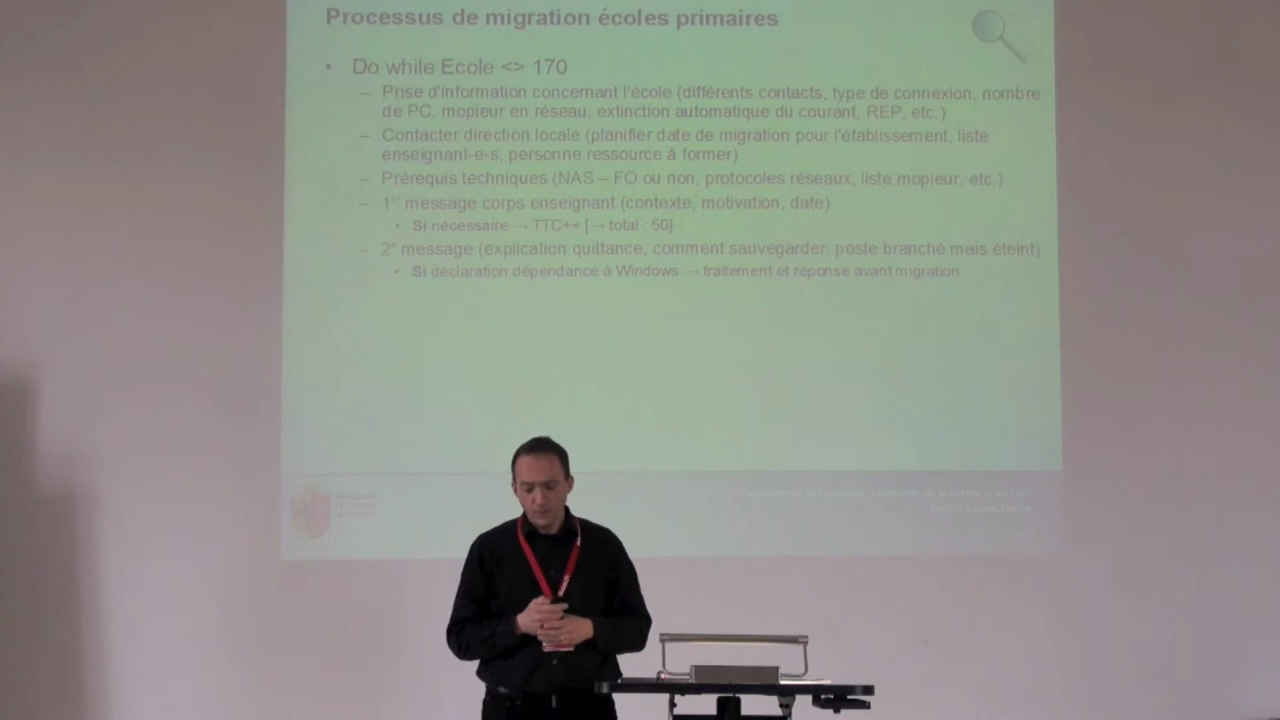 Processus de migration écoles primaires
• Do while Ecole <> 170
– Prise d'information concernant l'école (différents contacts, type de connexion, nombre
de PC, mopieur en réseau, extinction automatique du courant, REP, etc.)
– Contacter direction locale (planifier date de migration pour l'établissement, liste
enseignant-e-s, personne ressource à former)
– Prérequis techniques (NAS – FO ou non, protocoles réseaux, liste mopieur, etc.)
– 1er message corps enseignant (contexte, motivation, date)
• Si nécessaire → TTC++ [→ total : 50]
– 2e message (explication quittance, comment sauvegarder, poste branché mais éteint)
• Si déclaration dépendance à Windows → traitement et réponse avant migration